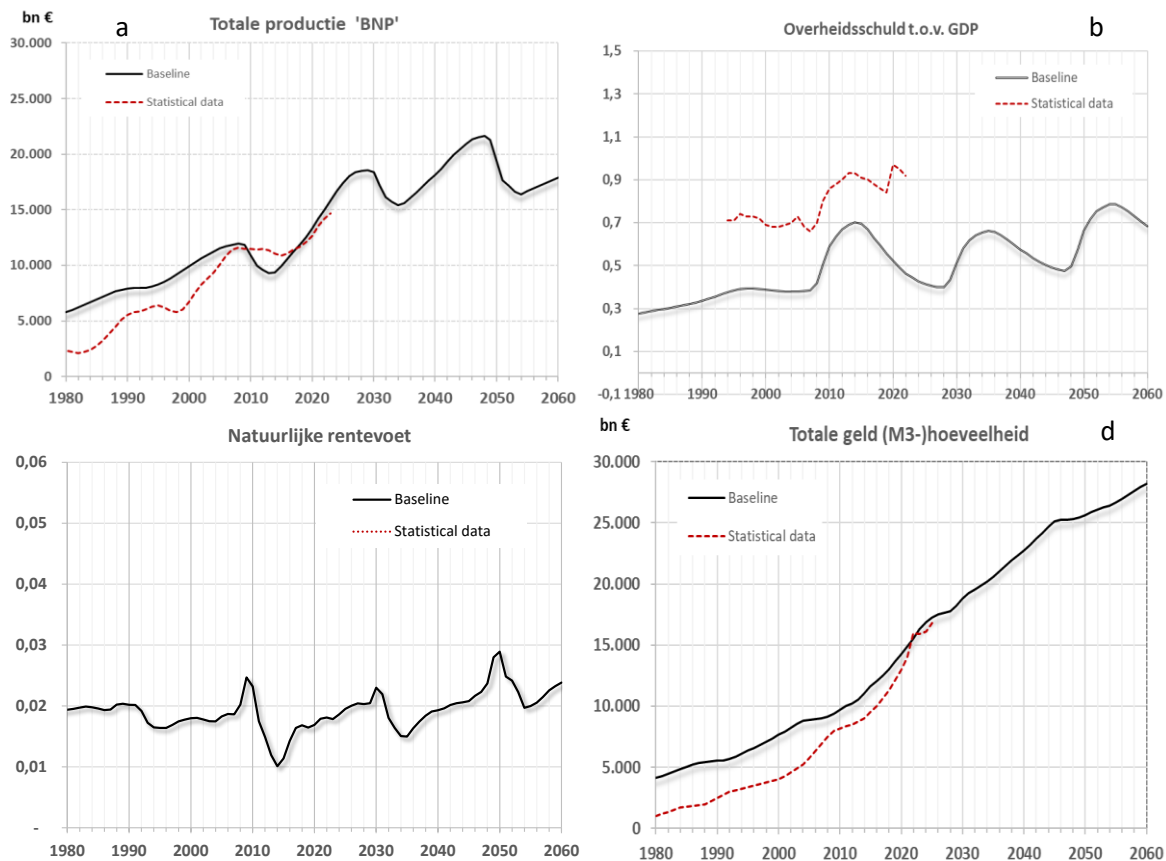 bn €
a
Totale productie 'BNP'
30.000
25.000
20.000
15.000
10.000
5.000
0
Baseline
Statistical data
1980 1990 2000 2010 2020 2030 2040 2050 2060
b
Overheidsschuld t.o.v. GDP
1,5
1,3
1,1
0,9
0,7
0,5
0,3
0,1
-0,1
Baseline
Statistical data
1980 1990 2000 2010 2020 2030 2040 2050 2060
Natuurlijke rentevoet
0,06
0,05
0,04
0,03
0,02
0,01
-
Baseline
Statistical data
1980 1990 2000 2010 2020 2030 2040 2050 2060
bn €
Totale geld (M3-)hoeveelheid
d
30.000
25.000
20.000
15.000
10.000
5.000
0
Baseline
Statistical data
1980 1990 2000 2010 2020 2030 2040 2050 2060